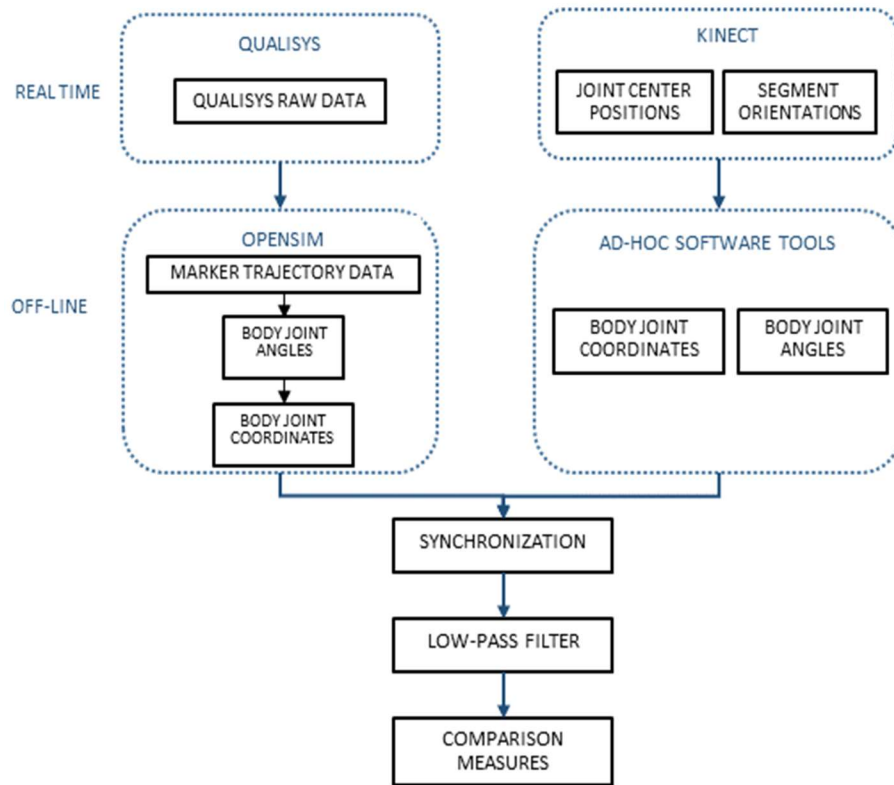 QUALISYS
KINECT
REAL TIME
QUALISYS RAW DATA
JOINT CENTER
POSITIONS
SEGMENT
ORIENTATIONS
OPENSIM
AD-HOC SOFTWARE TOOLS
MARKER TRAJECTORY DATA
OFF-LINE
BODY JOINT
ANGLES
BODY JOINT
COORDINATES
BODY JOINT
COORDINATES
BODY JOINT
ANGLES
SYNCHRONIZATION
LOW-PASS FILTER
COMPARISON
MEASURES